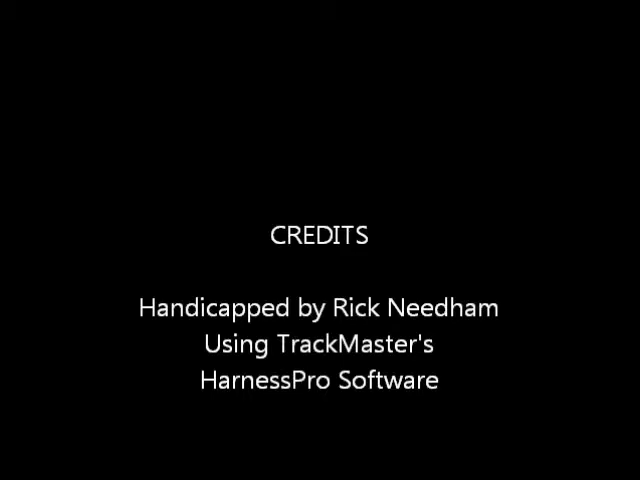 CREDITS
Handicapped by Rick Needham
Using TrackMaster's
HarnessPro Software